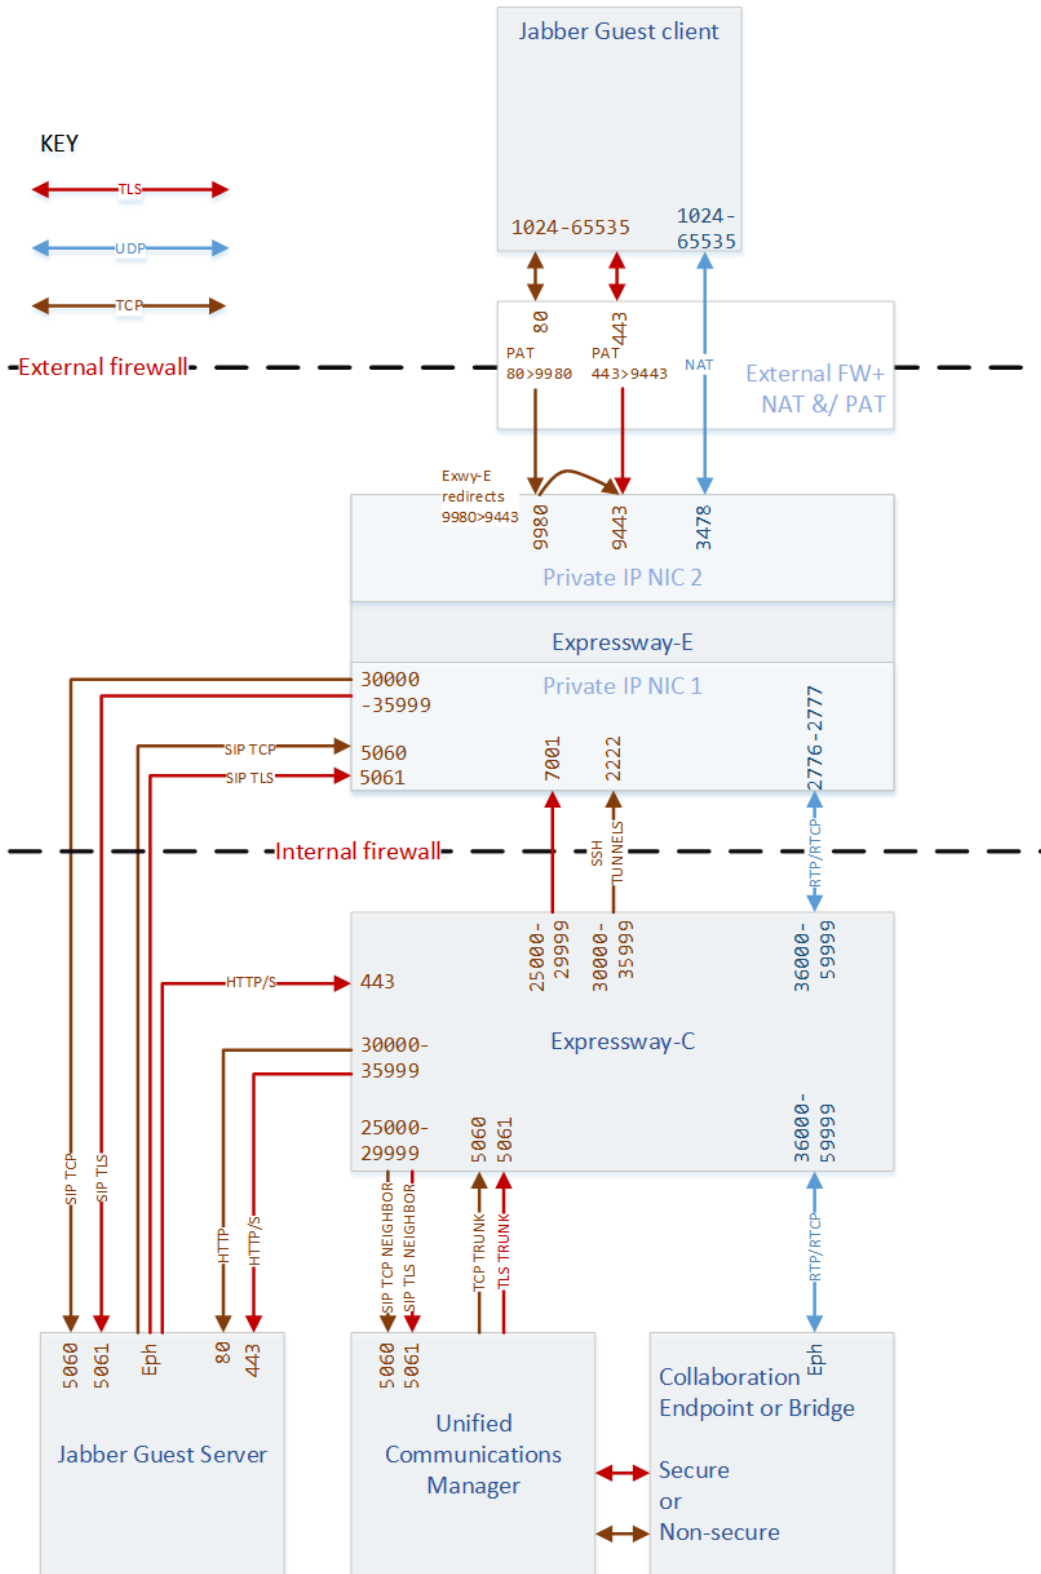 Jabber Guest client
KEY
TLS
UDP
TCP
1024-65535
1024-
65535
80
443
PAT
80>9980
PAT
443>9443
NAT
External firewall
External FW+
NAT &/ PAT
Exwy-E
redirects
9980>9443
9980
9443
3478
Private IP NIC 2
Expressway-E
Private IP NIC 1
30000
-35999
5060
5061
SIP TCP
SIP TLS
7001
2222
2776-2777
Internal firewall
SSH
TUNNELS
RTP/RTCP
25000-
29999
30000-
35999
36000-
59999
HTTP/S
443
Expressway-C
30000-
35999
25000-
29999
5060
5061
36000-
59999
SIP TCP
SIP TLS
HTTP
HTTP/S
SIP TCP NEIGHBOR
SIP TLS NEIGHBOR
TCP TRUNK
TLS TRUNK
RTP/RTCP
5060
5061
Eph
80
443
5060
5061
Eph
Jabber Guest Server
Unified
Communications
Manager
Collaboration
Endpoint or Bridge
Secure
or
Non-secure